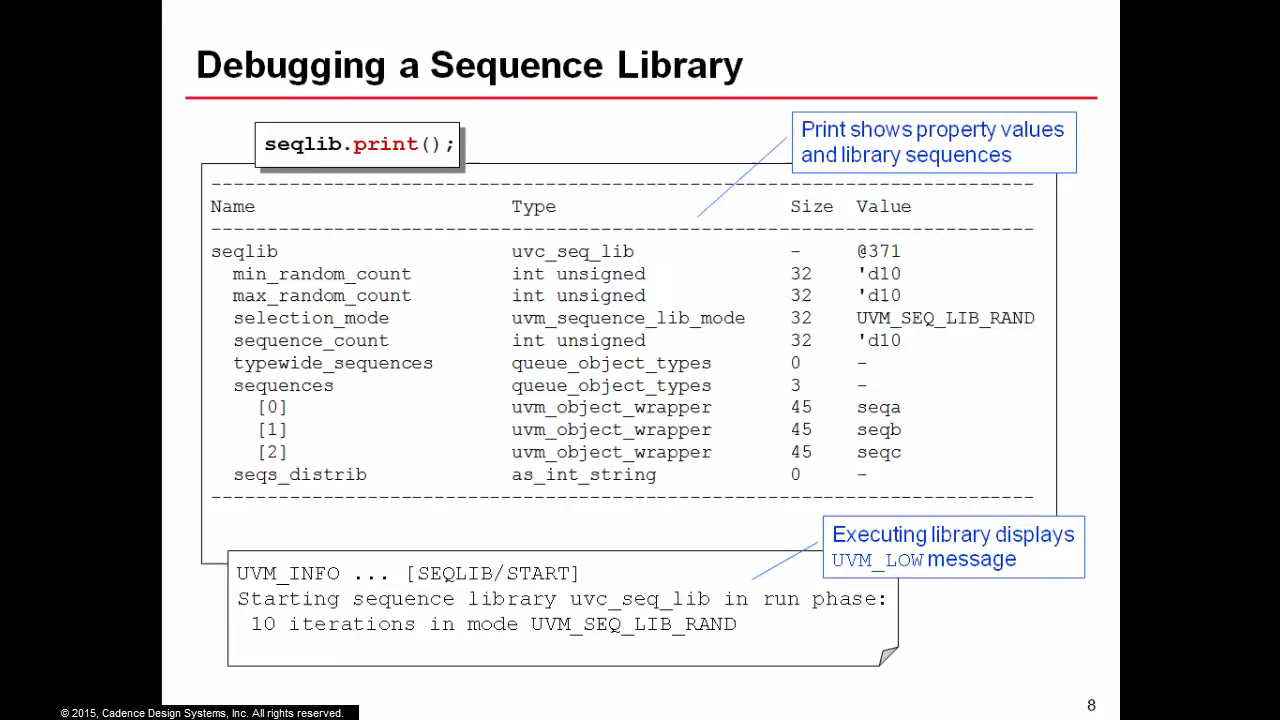 Debugging a Sequence Library
seqlib.print();
Print shows property values
and library sequences
--------------------------------------------------------------------------
Name Type Size Value
--------------------------------------------------------------------------
seqlib uvc_seq_lib - @371
min_random_count int unsigned 32 'd10
max_random_count int unsigned 32 'd10
selection_mode uvm_sequence_lib_mode 32 UVM_SEQ_LIB_RAND
sequence_count int unsigned 32 'd10
typewide_sequences queue_object_types 0 -
sequences queue_object_types 3 -
[0] uvm_object_wrapper 45 seqa
[1] uvm_object_wrapper 45 seqb
[2] uvm_object_wrapper 45 seqc
seqs_distrib as_int_string 0 -
--------------------------------------------------------------------------
Executing library displays
UVM_LOW message
UVM_INFO ... [SEQLIB/START]
Starting sequence library uvc_seq_lib in run phase:
10 iterations in mode UVM_SEQ_LIB_RAND
8
© 2015, Cadence Design Systems, Inc. All rights reserved.